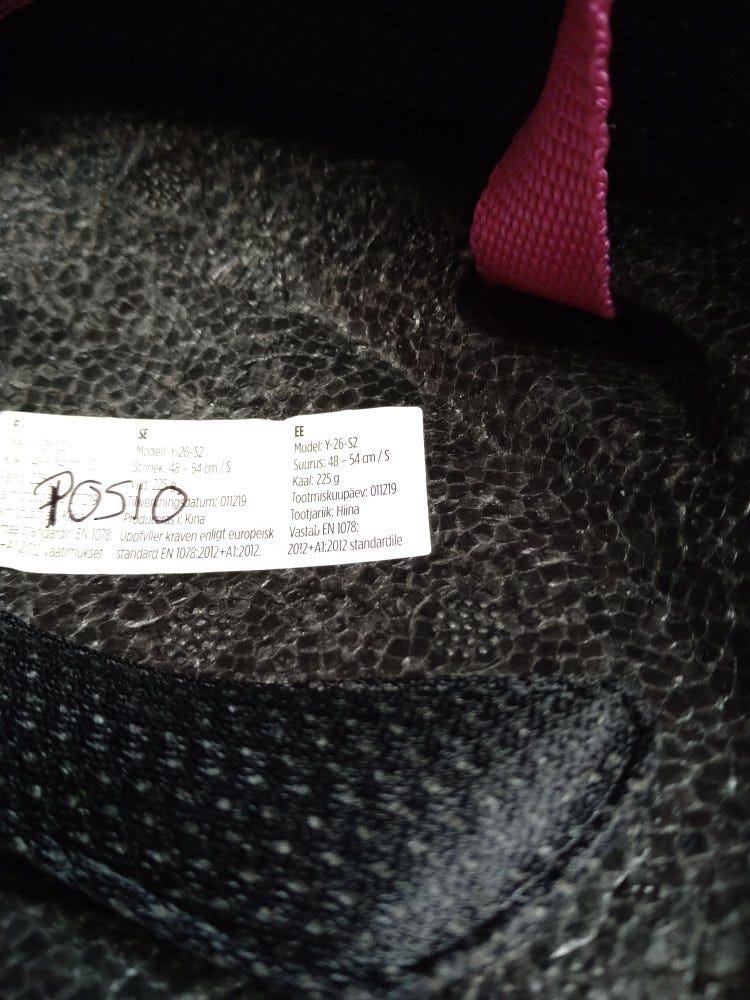 POSIO
SE
Modell: Y-26-S2
Storlek: 48 – 54 cm / S
225 g
Tillverkningsdatum: 011219
Kina
Uppfyller kraven enligt europeisk
standard EN 1078:2012+A1:2012.
EE
Mudel: Y-26-S2
Suurus: 48 – 54 cm / S
Kaal: 225 g
Tootmiskuupäev: 011219
Tootjariik: Hiina
Vastab EN 1078:
2012+A1:2012 standardile
standardin EN 1078:
+A1:2012 vaatimukset